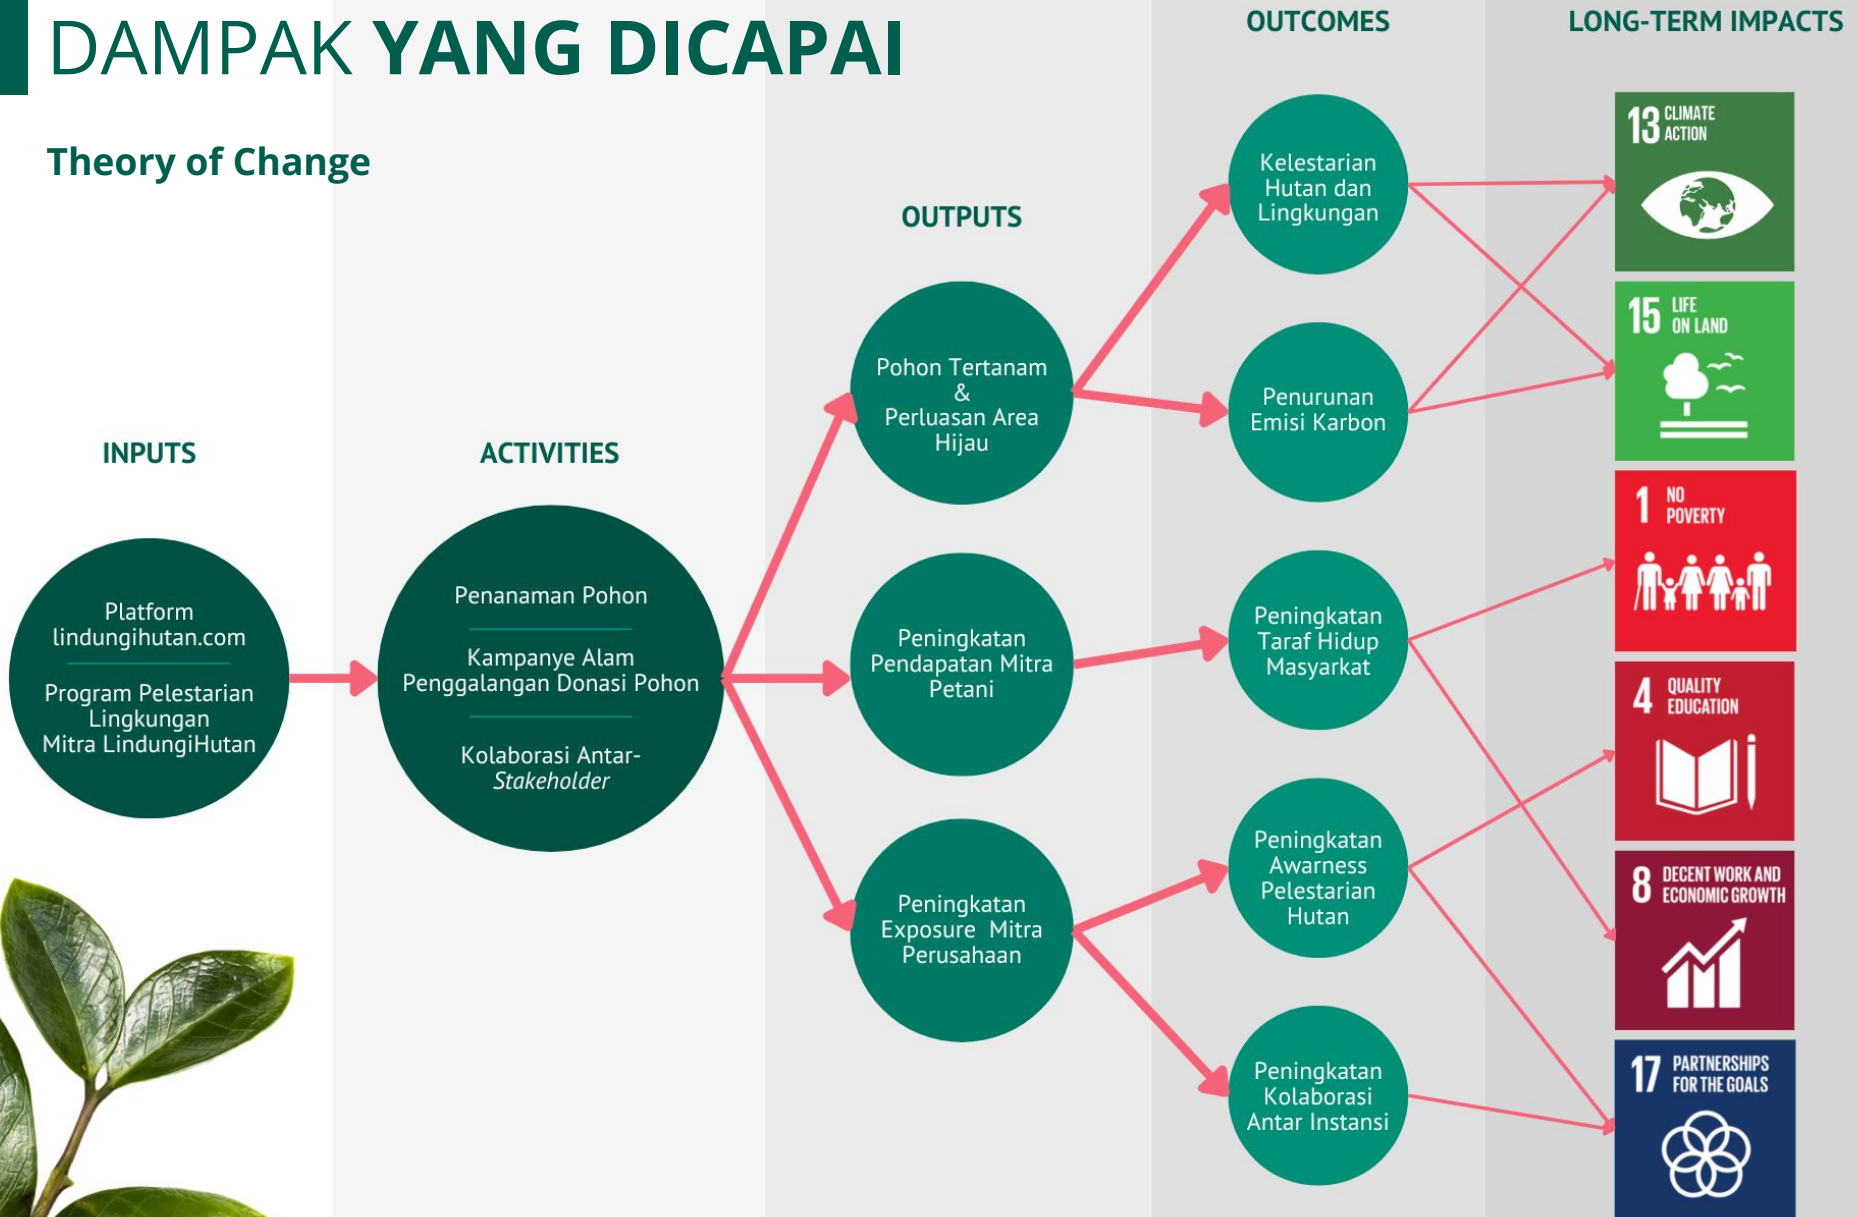 DAMPAK YANG DICAPAI
Theory of Change
INPUTS
Platform
lindungihutan.com
Program Pelestarian
Lingkungan
Mitra LindungiHutan
ACTIVITIES
Penanaman Pohon
Kampanye Alam
Penggalangan Donasi Pohon
Kolaborasi Antar-
Stakeholder
OUTPUTS
Pohon Tertanam
&
Perluasan Area
Hijau
Peningkatan
Pendapatan Mitra
Petani
Peningkatan
Exposure Mitra
Perusahaan
OUTCOMES
Kelestarian
Hutan dan
Lingkungan
Penurunan
Emisi Karbon
Peningkatan
Taraf Hidup
Masyarkat
Peningkatan
Awarness
Pelestarian
Hutan
Peningkatan
Kolaborasi
Antar Instansi
LONG-TERM IMPACTS
13 CLIMATE
ACTION
15 LIFE
ON LAND
1 NO
POVERTY
4 QUALITY
EDUCATION
8 DECENT WORK AND
ECONOMIC GROWTH
17 PARTNERSHIPS
FOR THE GOALS